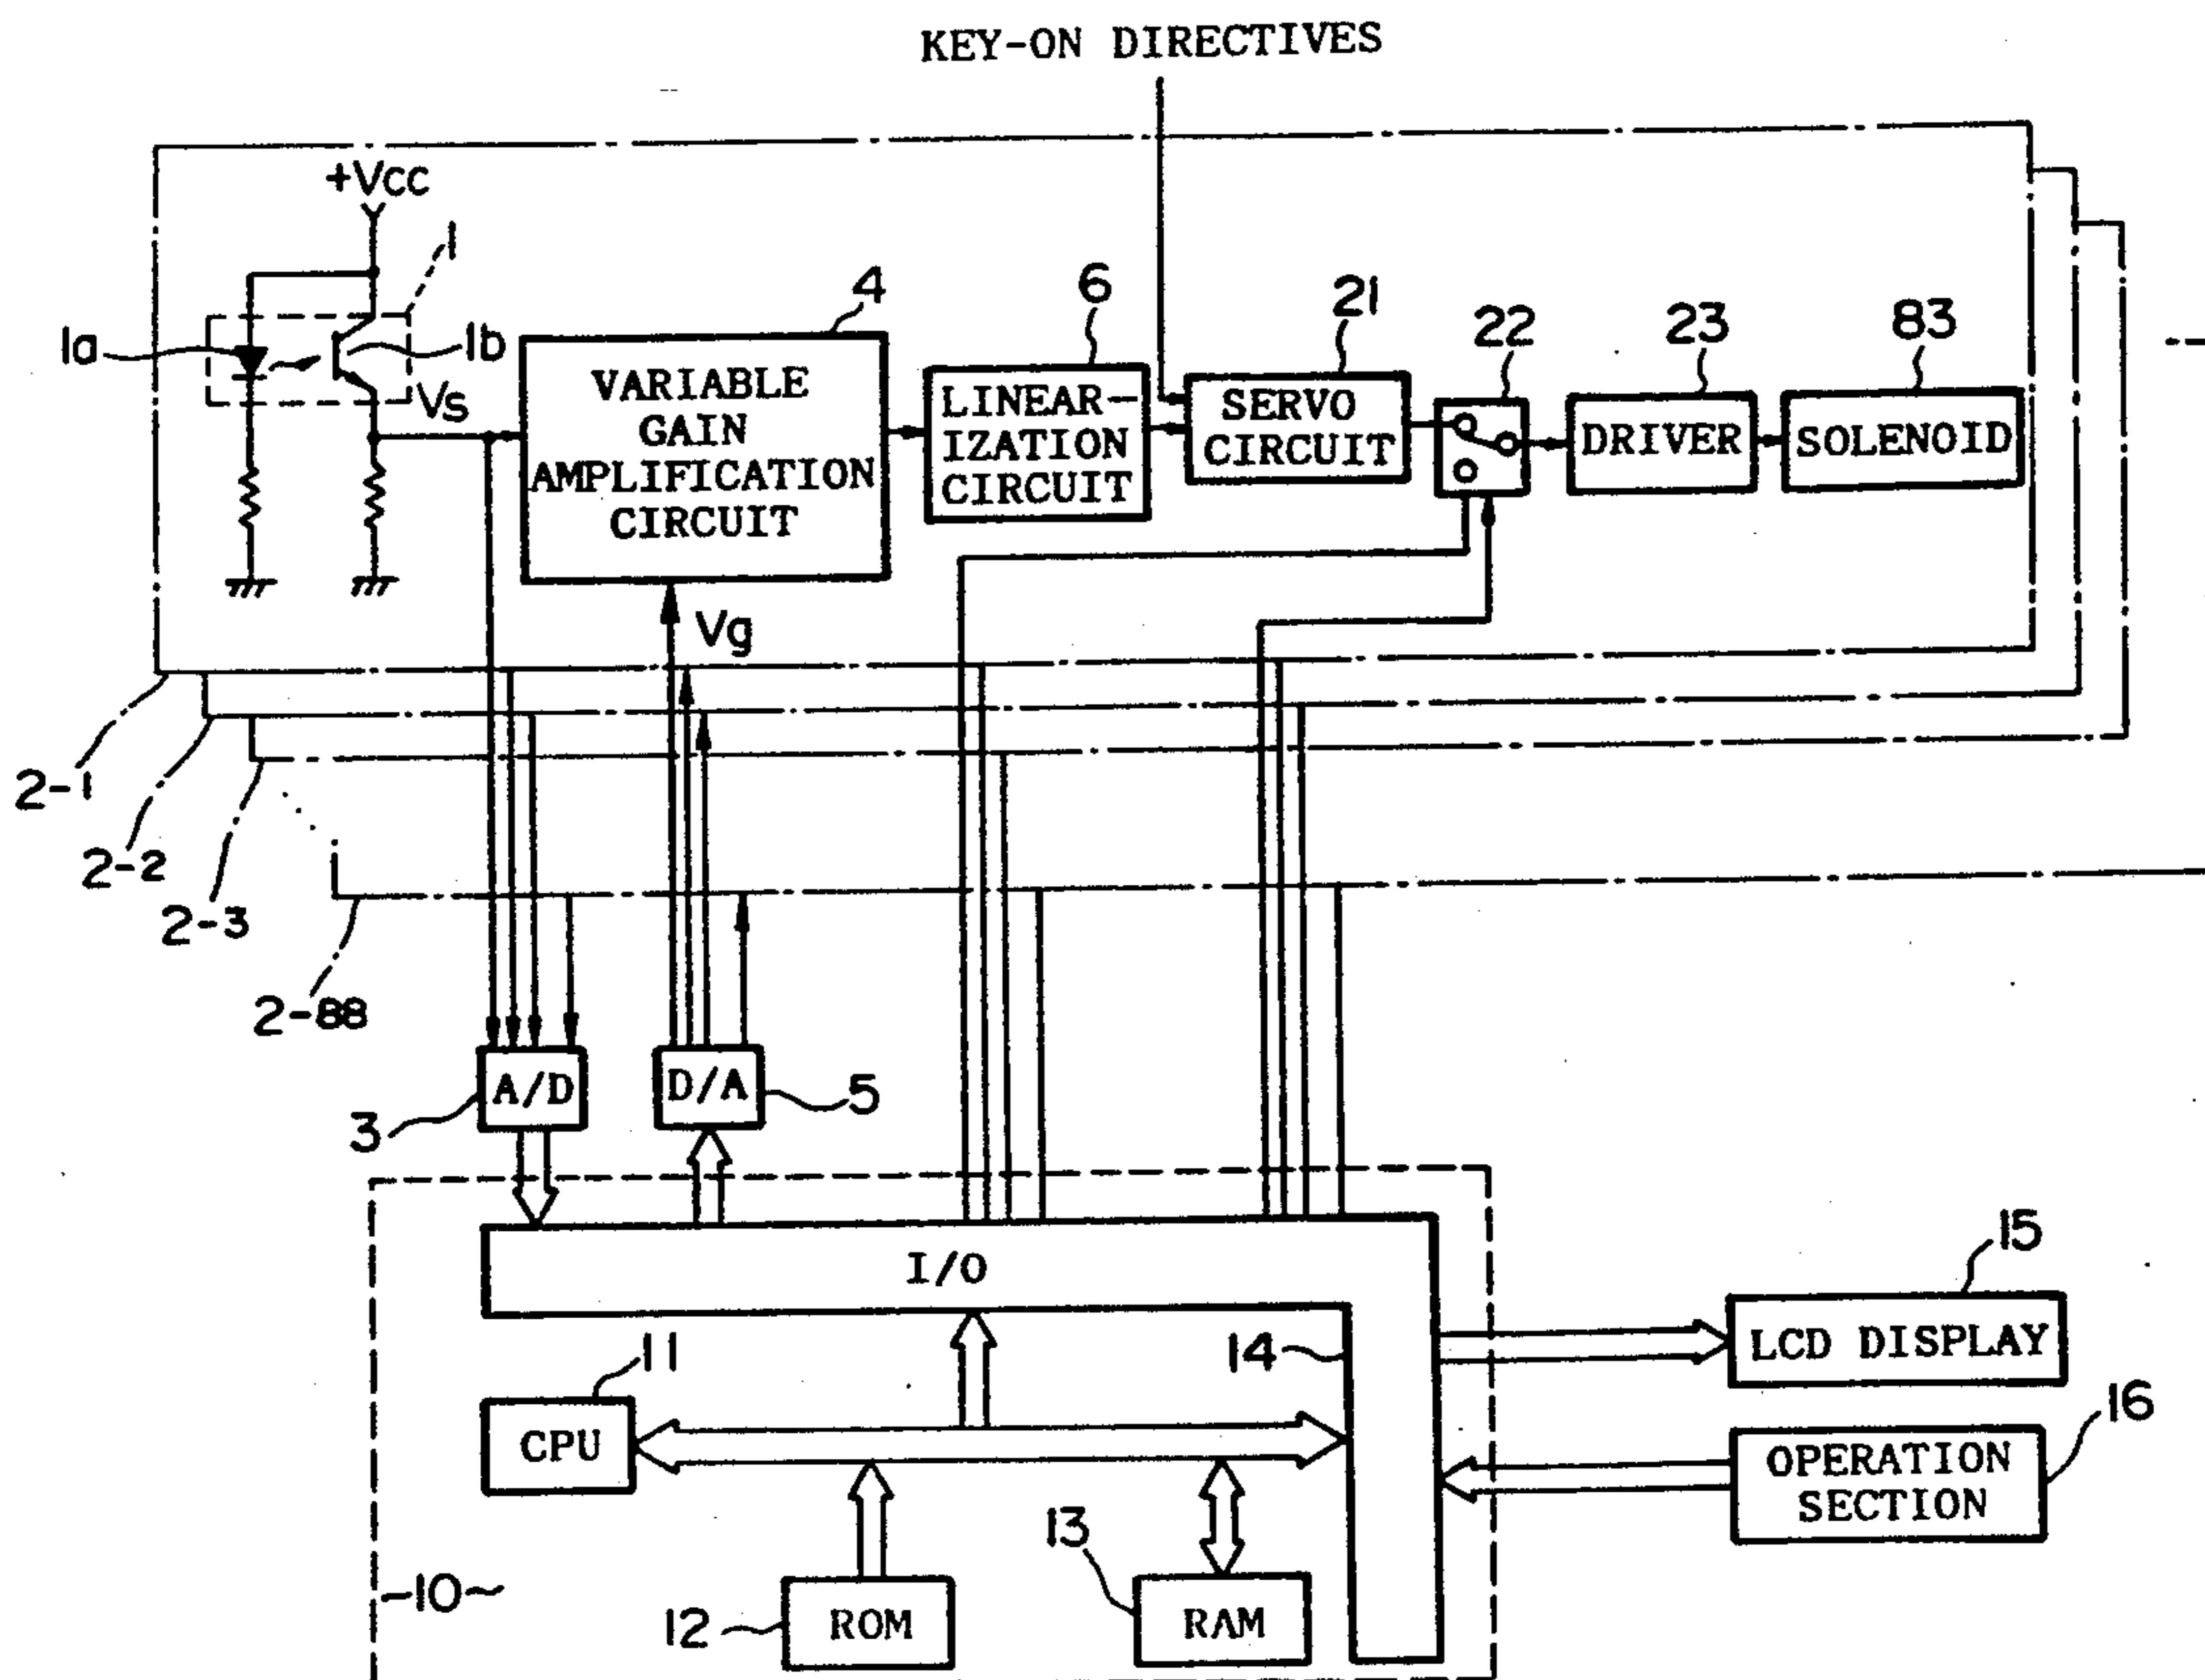 KEY-ON DIRECTIVES
+Vcc
1
1a
1b
Vs
4
VARIABLE
GAIN
AMPLIFICATION
CIRCUIT
6
LINEAR-
IZATION
CIRCUIT
21
SERVO
CIRCUIT
22
23
DRIVER
83
SOLENOID
Vg
2-1
2-2
2-3
2-88
A/D
3
D/A
5
I/O
14
11
CPU
15
LCD DISPLAY
16
OPERATION
SECTION
10
12
ROM
13
RAM